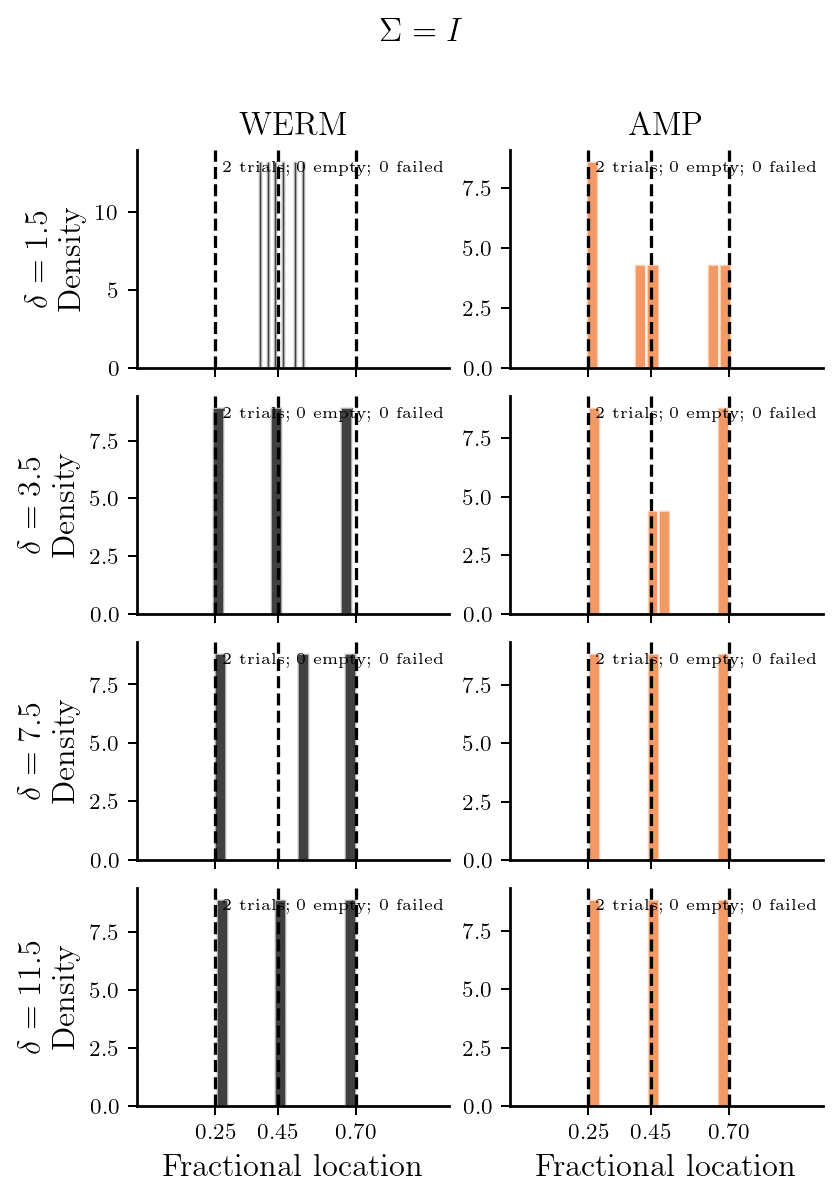 Σ = I
WERM
AMP
δ = 1.5
Density
10
5
0
2 trials; 0 empty; 0 failed
7.5
5.0
2.5
0.0
2 trials; 0 empty; 0 failed
δ = 3.5
Density
7.5
5.0
2.5
0.0
2 trials; 0 empty; 0 failed
7.5
5.0
2.5
0.0
2 trials; 0 empty; 0 failed
δ = 7.5
Density
7.5
5.0
2.5
0.0
2 trials; 0 empty; 0 failed
7.5
5.0
2.5
0.0
2 trials; 0 empty; 0 failed
δ = 11.5
Density
7.5
5.0
2.5
0.0
2 trials; 0 empty; 0 failed
7.5
5.0
2.5
0.0
2 trials; 0 empty; 0 failed
0.25 0.45 0.70
Fractional location
0.25 0.45 0.70
Fractional location